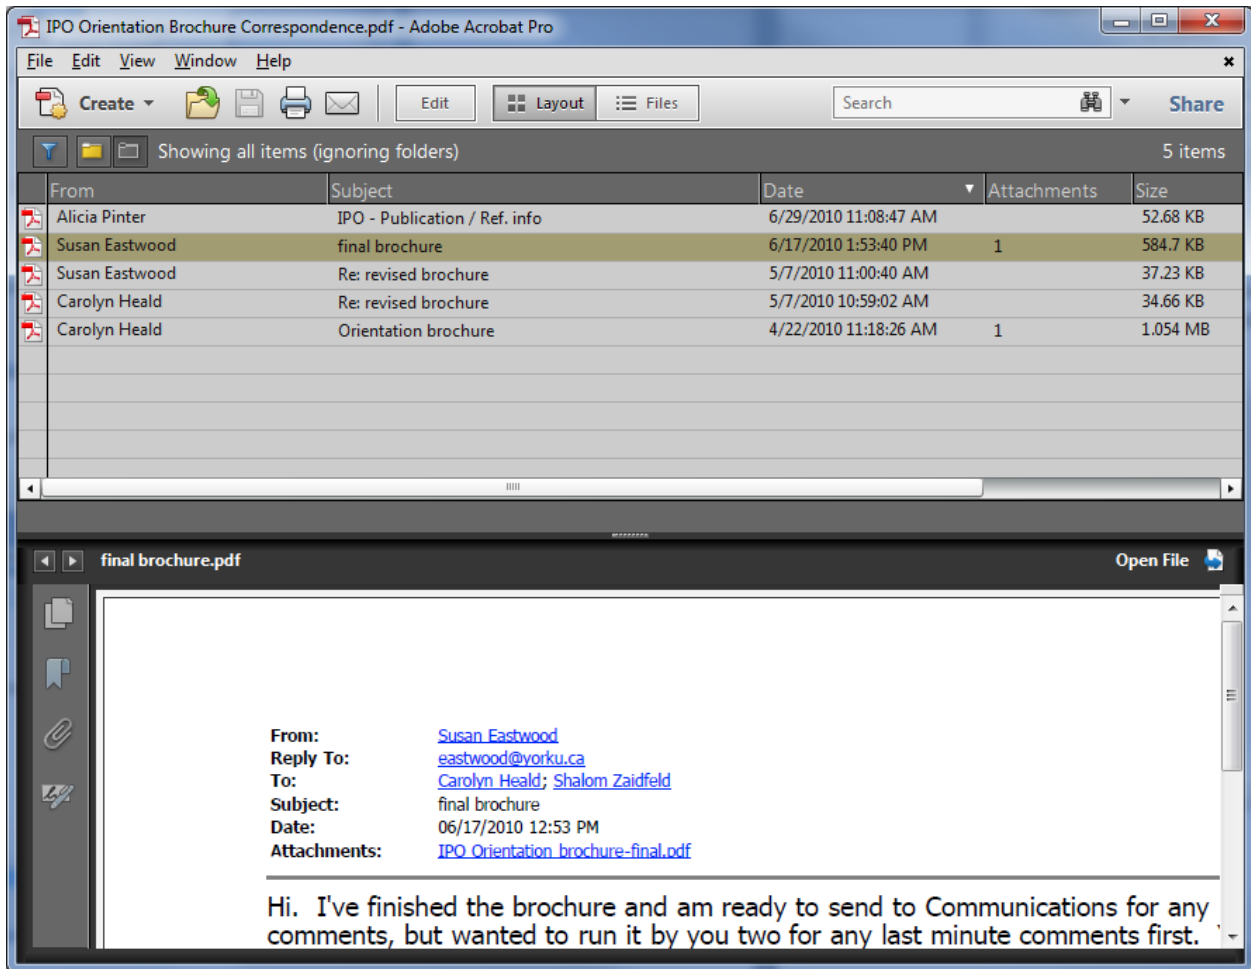 IPO Orientation Brochure Correspondence.pdf - Adobe Acrobat Pro
File Edit View Window Help
Create Edit Layout Files Search Share
Showing all items (ignoring folders) 5 items
From Subject Date Attachments Size
Alicia Pinter IPO - Publication / Ref. info 6/29/2010 11:08:47 AM 52.68 KB
Susan Eastwood final brochure 6/17/2010 1:53:40 PM 1 584.7 KB
Susan Eastwood Re: revised brochure 5/7/2010 11:00:40 AM 37.23 KB
Carolyn Heald Re: revised brochure 5/7/2010 10:59:02 AM 34.66 KB
Carolyn Heald Orientation brochure 4/22/2010 11:18:26 AM 1 1.054 MB
final brochure.pdf Open File
From: Susan Eastwood
Reply To: eastwood@yorku.ca
To: Carolyn Heald; Shalom Zaidfeld
Subject: final brochure
Date: 06/17/2010 12:53 PM
Attachments: IPO Orientation brochure-final.pdf
Hi. I've finished the brochure and am ready to send to Communications for any
comments, but wanted to run it by you two for any last minute comments first.